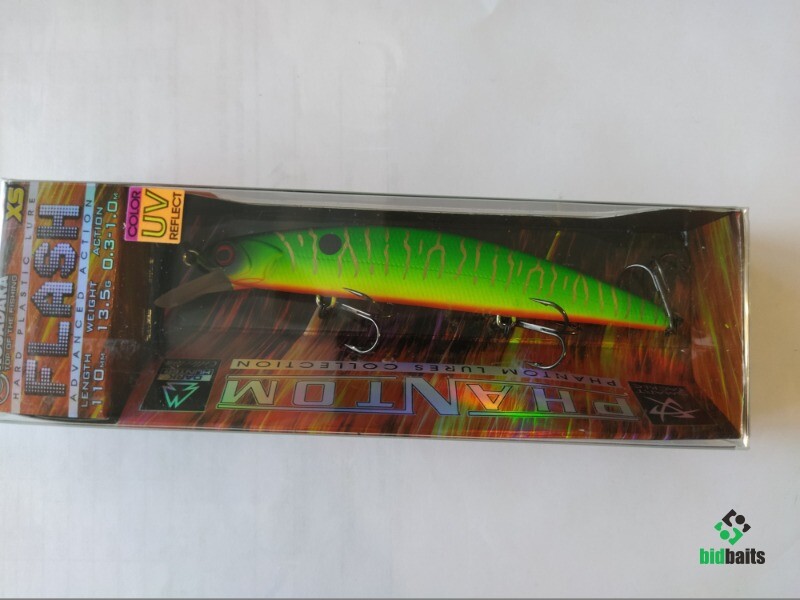 XS
HARD PLASTIC LURE
FLASH
ADVANCED ACTION
LENGTH WEIGHT ACTION
110MM 13.5G 0.3-1.0M
COLOR
UV
REFLECT
PHANTOM LURES COLLECTION
PHANTOM
bidbaits